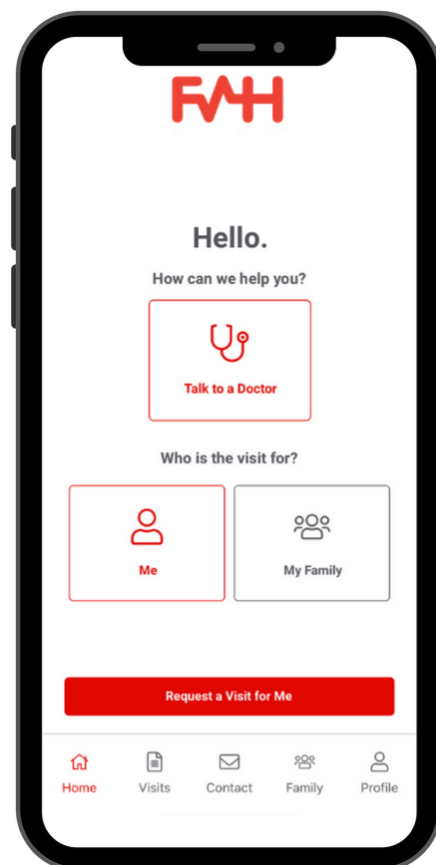 FAH
Hello.
How can we help you?
Talk to a Doctor
Who is the visit for?
Me
My Family
Request a Visit for Me
Home
Visits
Contact
Family
Profile